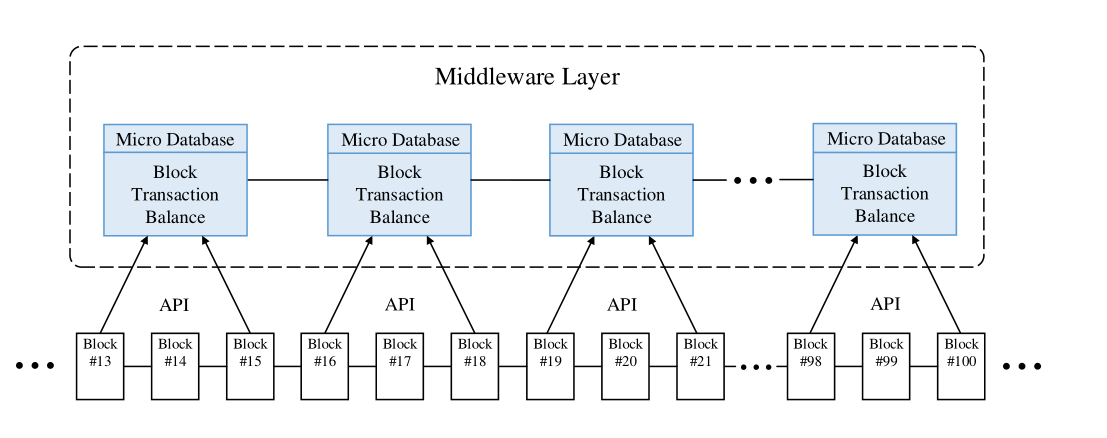 Middleware Layer
Micro Database
Block
Transaction
Balance
Micro Database
Block
Transaction
Balance
Micro Database
Block
Transaction
Balance
Micro Database
Block
Transaction
Balance
API
API
API
API
Block
#13
Block
#14
Block
#15
Block
#16
Block
#17
Block
#18
Block
#19
Block
#20
Block
#21
Block
#98
Block
#99
Block
#100